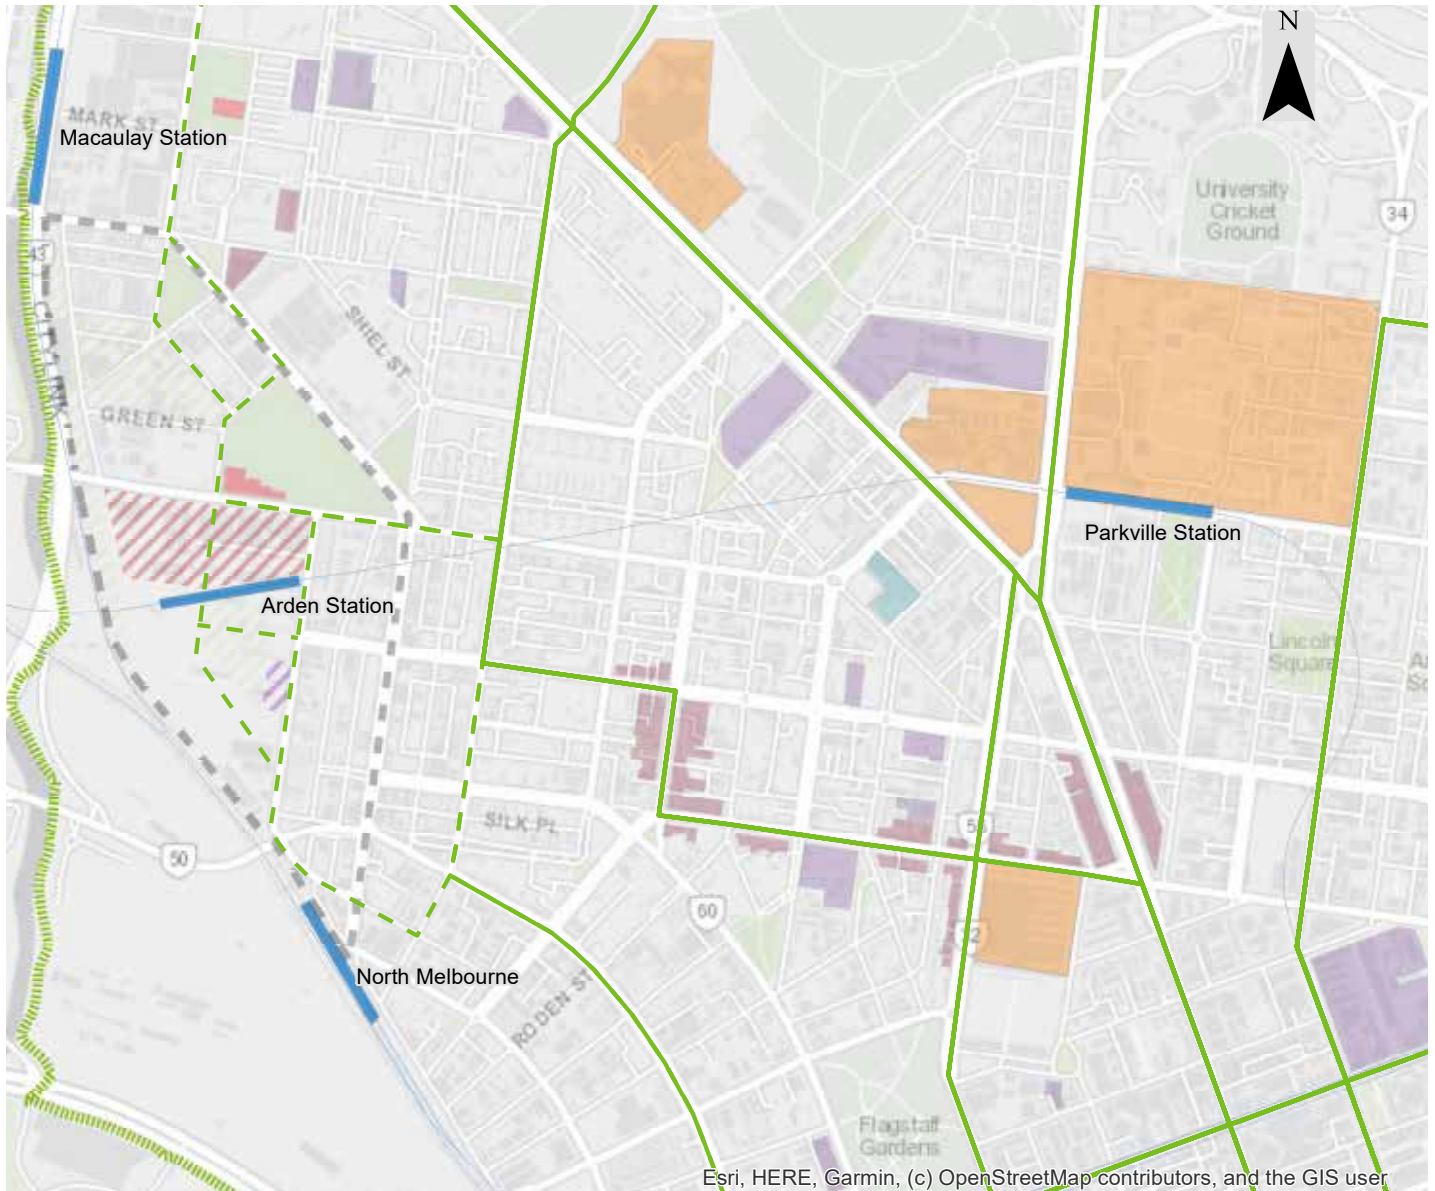 N
MARK ST
Macaulay Station
University
Cricket
Ground
34
43
SHIEL ST
GREEN ST
Parkville Station
Arden Station
Lincoln
Square
SILK PL
50
60
North Melbourne
RODEN ST
Flagstaff
Gardens
Esri, HERE, Garmin, (c) OpenStreetMap contributors, and the GIS user